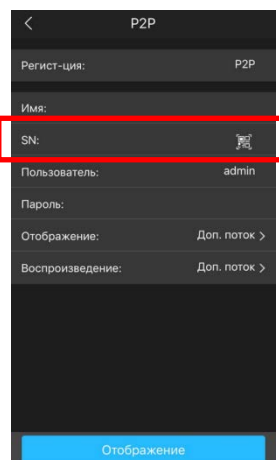 P2P
Регист-ция: P2P
Имя:
SN:
Пользователь: admin
Пароль:
Отображение: Доп. поток
Воспроизведение: Доп. поток
Отображение